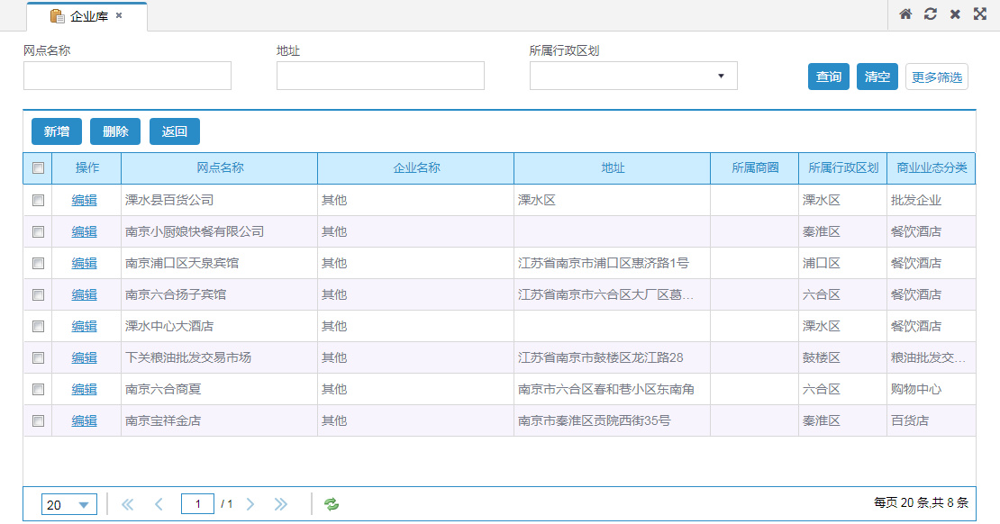 企业库
网点名称 地址 所属行政区划
查询 清空 更多筛选
新增 删除 返回
操作 网点名称 企业名称 地址 所属商圈 所属行政区划 商业业态分类
编辑 溧水县百货公司 其他 溧水区 溧水区 批发企业
编辑 南京小厨娘快餐有限公司 其他 秦淮区 餐饮酒店
编辑 南京浦口区天泉宾馆 其他 江苏省南京市浦口区惠济路1号 浦口区 餐饮酒店
编辑 南京六合扬子宾馆 其他 江苏省南京市六合区大厂区葛... 六合区 餐饮酒店
编辑 溧水中心大酒店 其他 溧水区 餐饮酒店
编辑 下关粮油批发交易市场 其他 江苏省南京市鼓楼区龙江路28 鼓楼区 粮油批发交...
编辑 南京六合商夏 其他 南京市六合区春和巷小区东南角 六合区 购物中心
编辑 南京宝祥金店 其他 南京市秦淮区贡院西街35号 秦淮区 百货店
20 1 / 1 每页 20 条,共 8 条